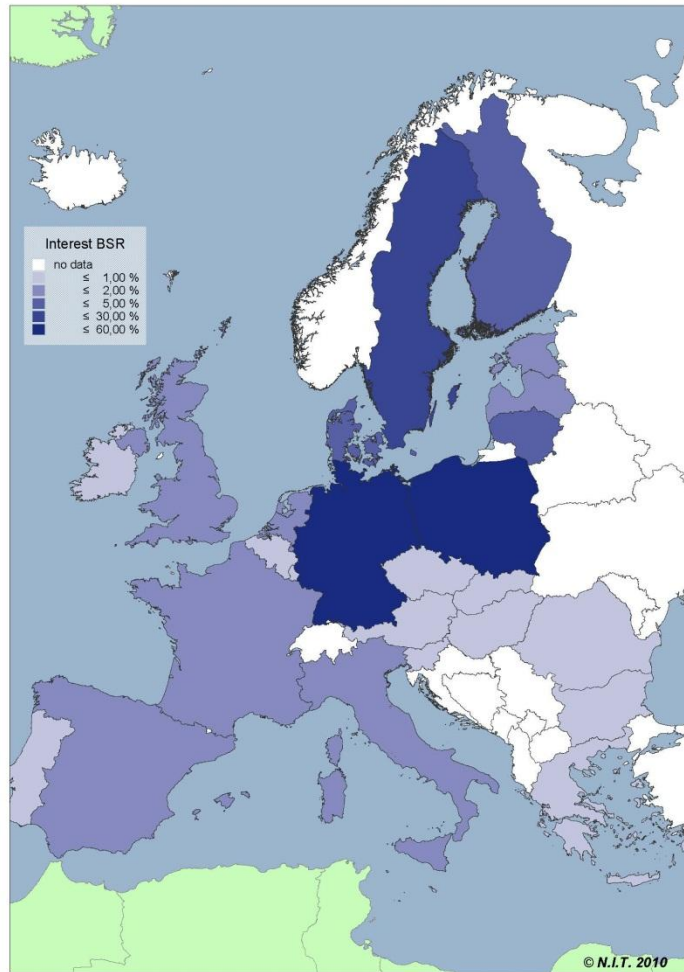 Interest BSR
no data
≤ 1,00 %
≤ 2,00 %
≤ 5,00 %
≤ 30,00 %
≤ 60,00 %
© N.I.T. 2010